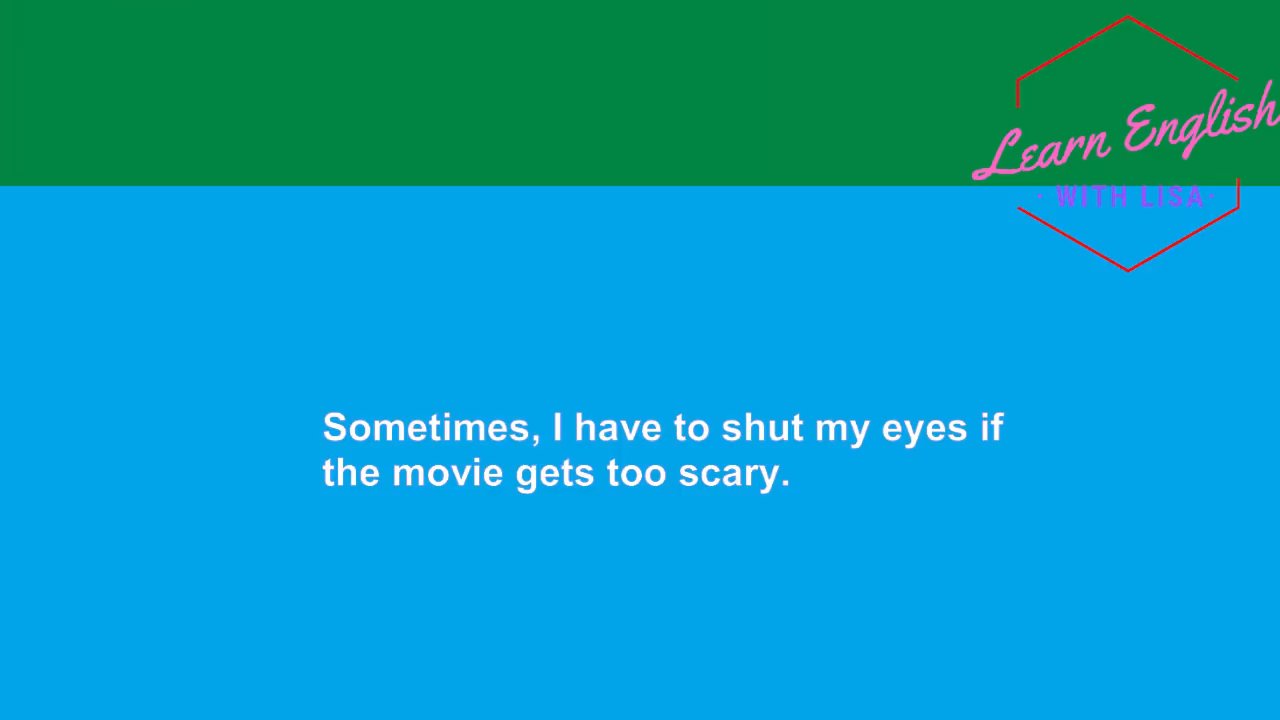 Learn English
· WITH LISA ·
Sometimes, I have to shut my eyes if
the movie gets too scary.